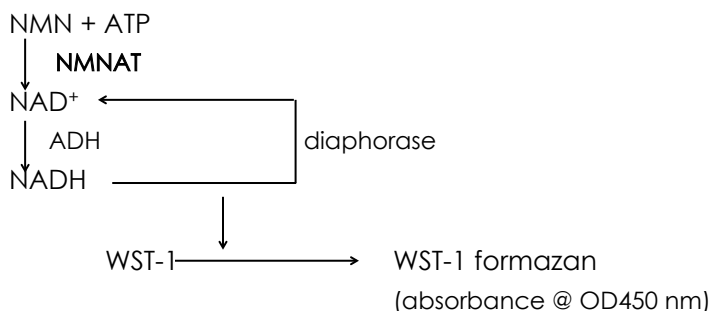 NMN + ATP
NMNAT
NAD⁺
ADH
diaphorase
NADH
WST-1
WST-1 formazan
(absorbance @ OD450 nm)